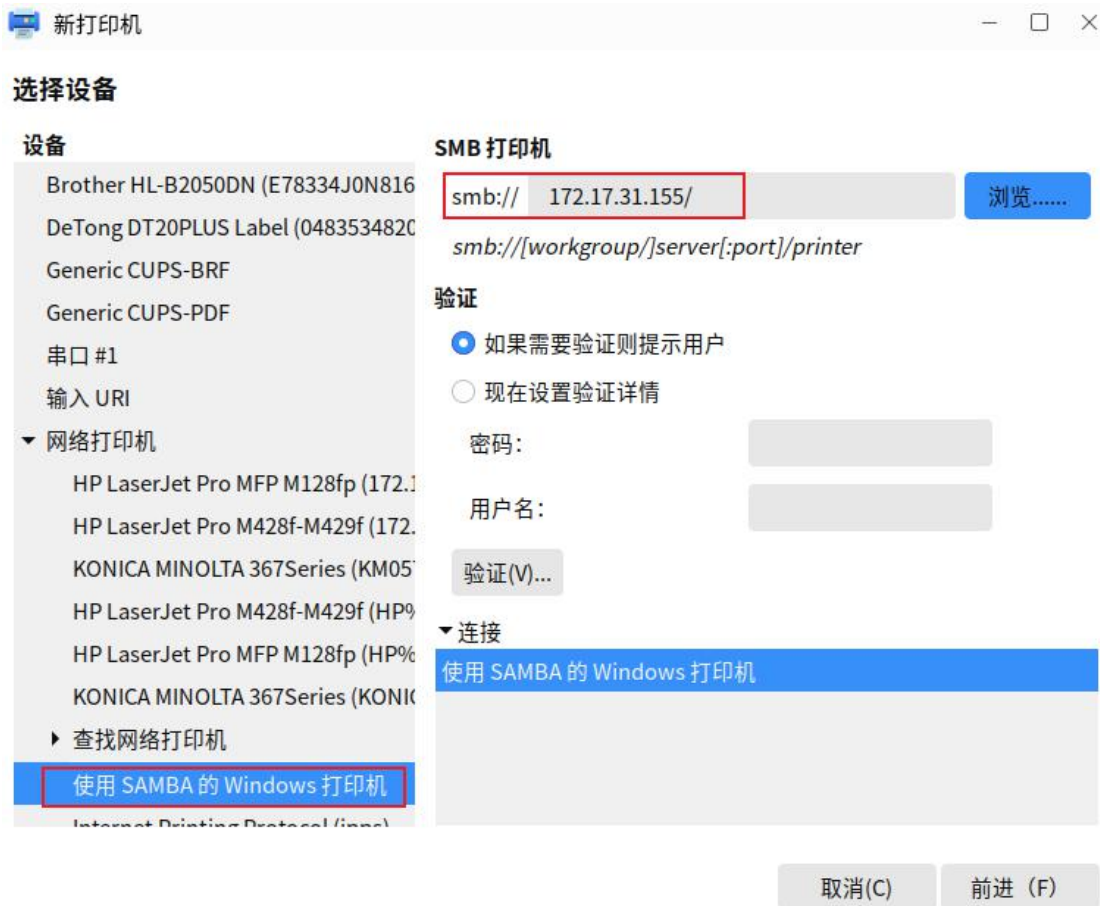 新打印机
选择设备
设备
Brother HL-B2050DN (E78334J0N816
DeTong DT20PLUS Label (0483534820
Generic CUPS-BRF
Generic CUPS-PDF
串口 #1
输入 URI
网络打印机
HP LaserJet Pro MFP M128fp (172.1
HP LaserJet Pro M428f-M429f (172.
KONICA MINOLTA 367Series (KM057
HP LaserJet Pro M428f-M429f (HP%
HP LaserJet Pro MFP M128fp (HP%
KONICA MINOLTA 367Series (KONIC
查找网络打印机
使用 SAMBA 的 Windows 打印机
Internet Printing Protocol (ipps)
SMB 打印机
smb:// 172.17.31.155/ 浏览......
smb://[workgroup/]server[:port]/printer
验证
如果需要验证则提示用户
现在设置验证详情
密码：
用户名：
验证(V)...
连接
使用 SAMBA 的 Windows 打印机
取消(C) 前进（F）